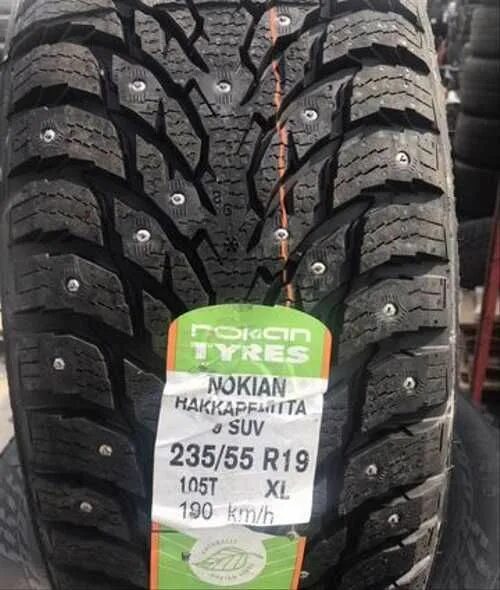 nokian
TYRES
NOKIAN
HAKKAPELIITTA
9 SUV
235/55 R19
105T XL
190 km/h